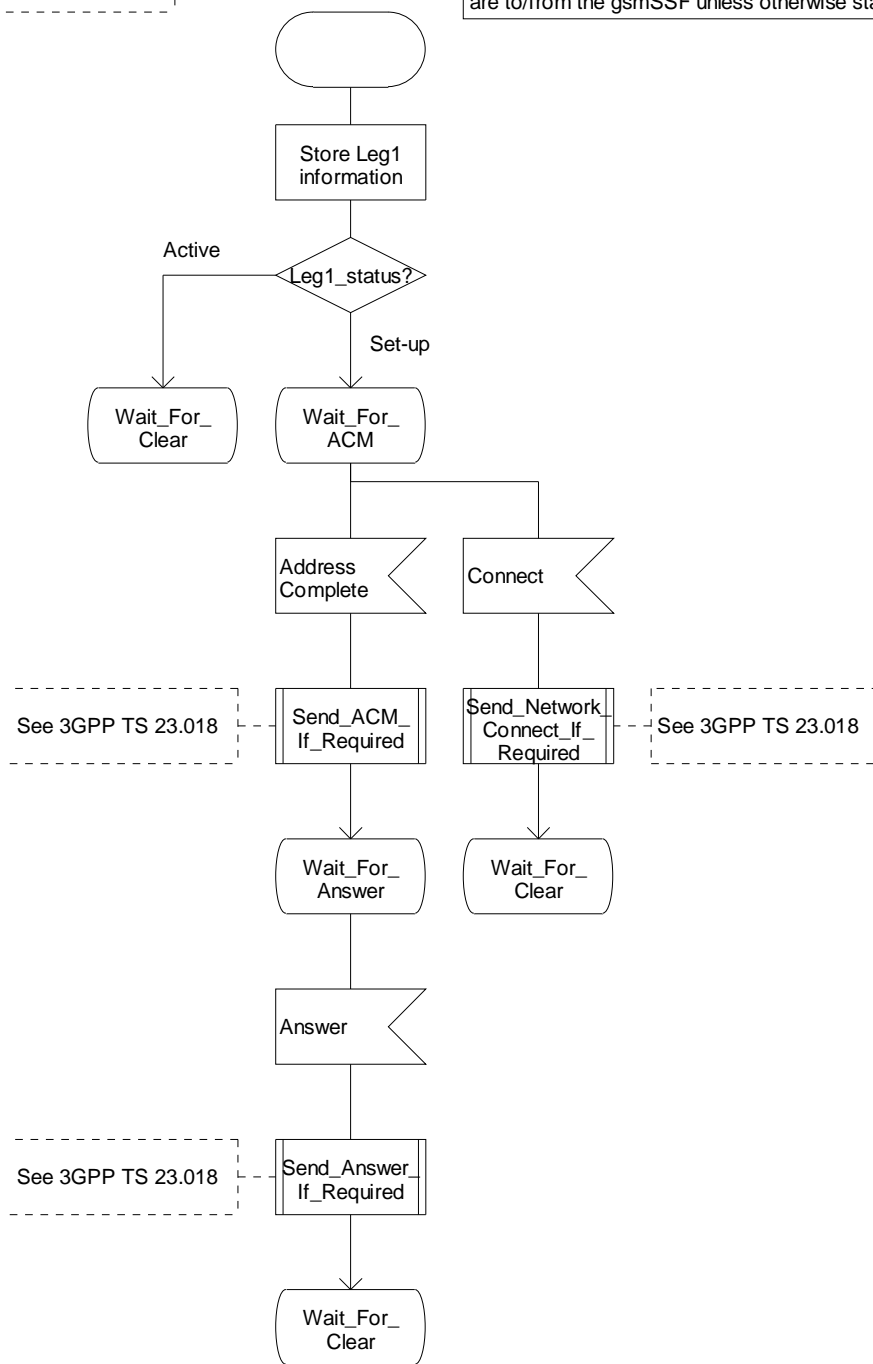 are to/from the gsmSSF unless otherwise sta
Store Leg1
information
Active
Leg1_status?
Set-up
Wait_For_
Clear
Wait_For_
ACM
Address
Complete
Connect
See 3GPP TS 23.018
Send_ACM_
If_Required
Send_Network_
Connect_If_
Required
See 3GPP TS 23.018
Wait_For_
Answer
Wait_For_
Clear
Answer
See 3GPP TS 23.018
Send_Answer_
If_Required
Wait_For_
Clear